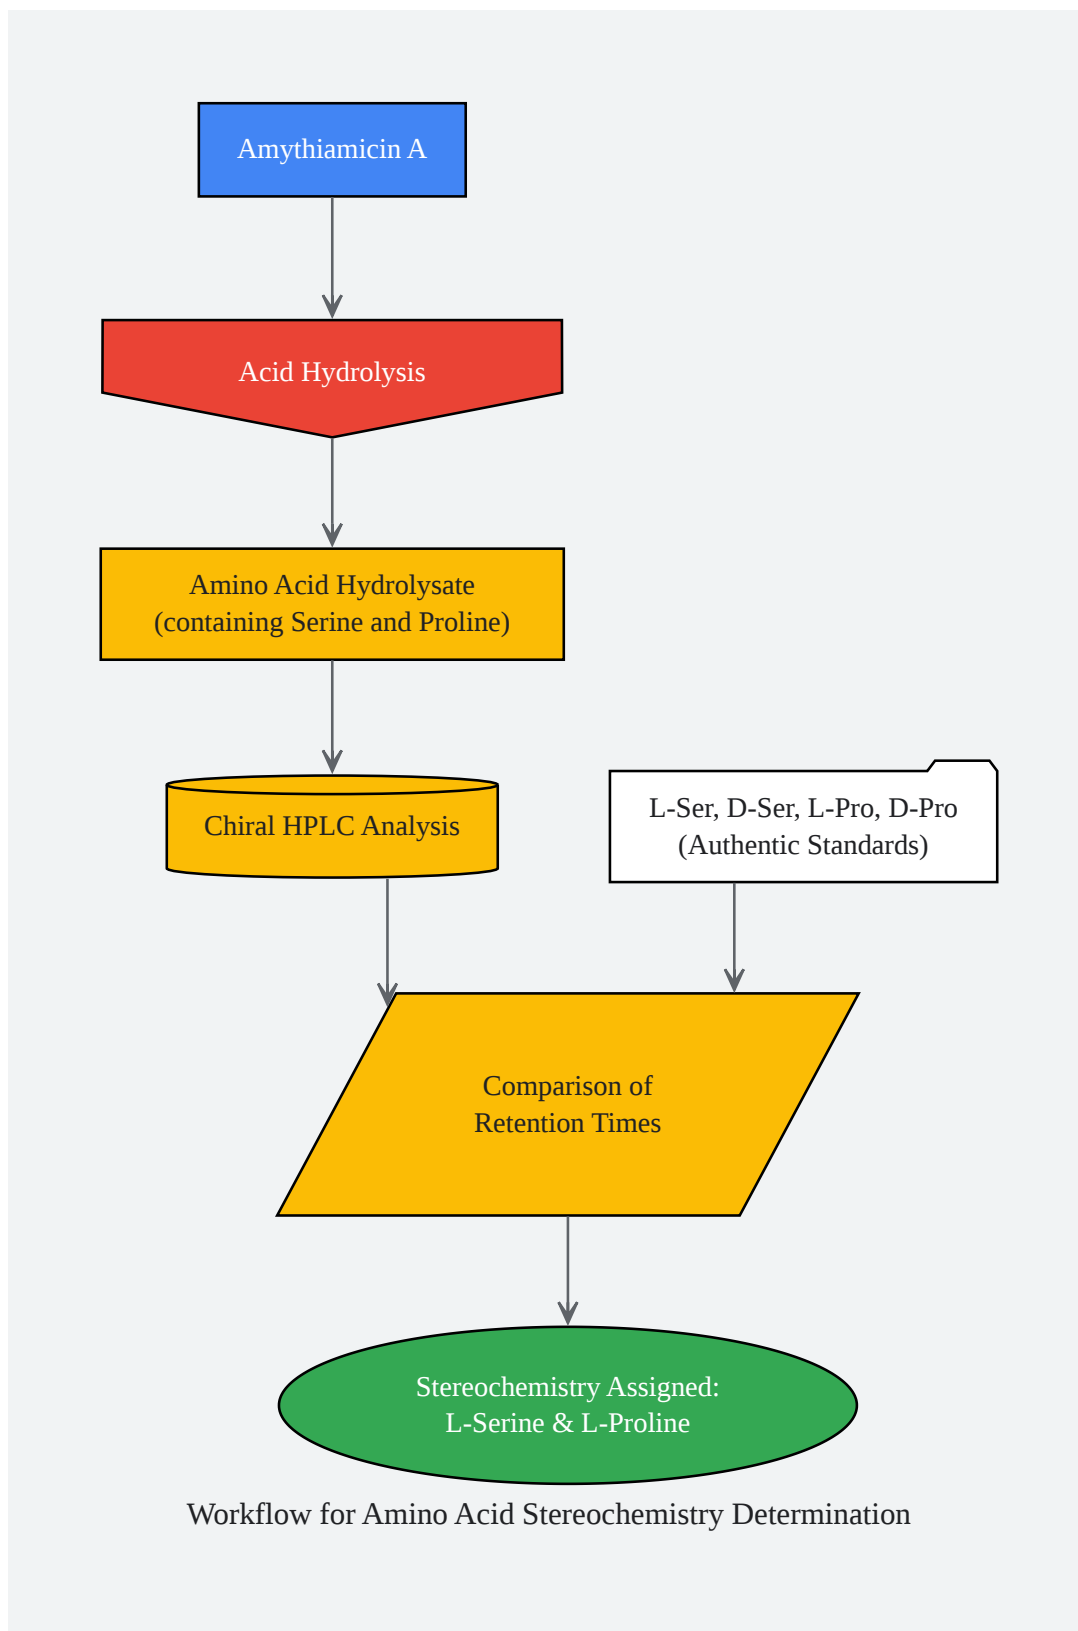 Amythiamicin A
Acid Hydrolysis
Amino Acid Hydrolysate
(containing Serine and Proline)
Chiral HPLC Analysis
L-Ser, D-Ser, L-Pro, D-Pro
(Authentic Standards)
Comparison of
Retention Times
Stereochemistry Assigned:
L-Serine & L-Proline
Workflow for Amino Acid Stereochemistry Determination